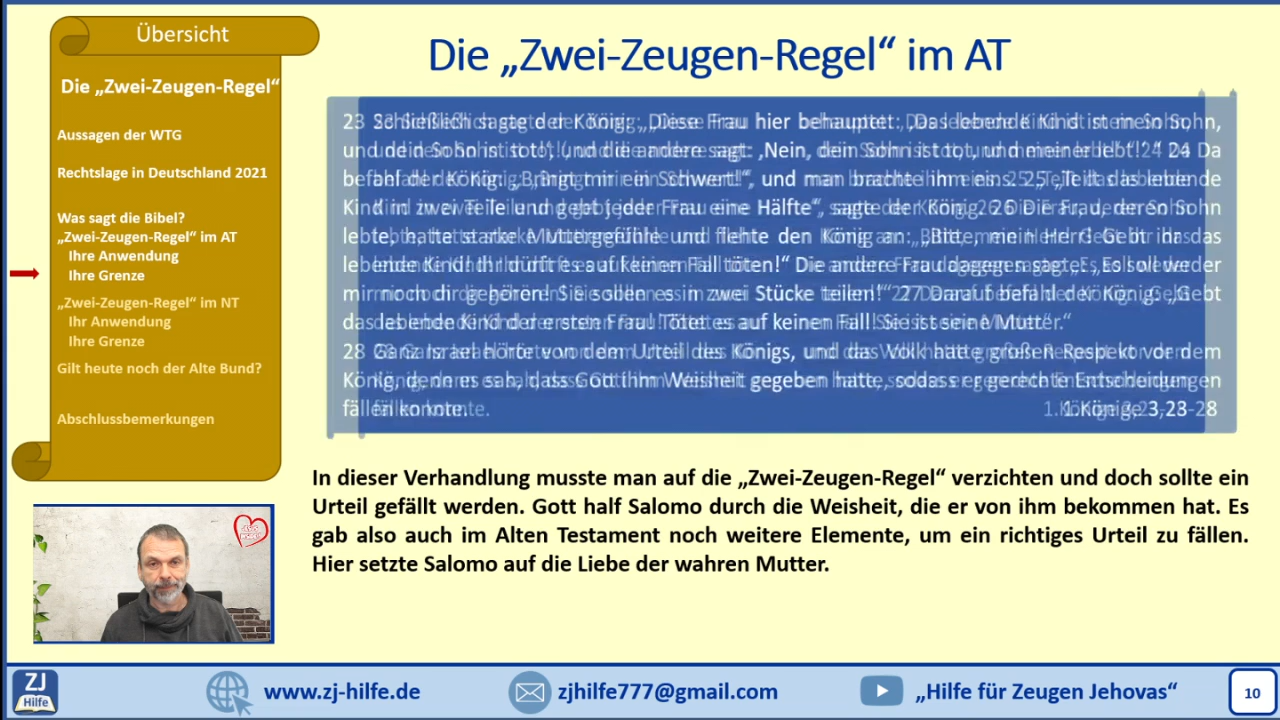 Übersicht
Die „Zwei-Zeugen-Regel“
Aussagen der WTG
Rechtslage in Deutschland 2021
Was sagt die Bibel?
„Zwei-Zeugen-Regel“ im AT
Ihre Anwendung
Ihre Grenze
„Zwei-Zeugen-Regel“ im NT
Ihr Anwendung
Ihre Grenze
Gilt heute noch der Alte Bund?
Abschlussbemerkungen
Die „Zwei-Zeugen-Regel“ im AT
23 Schließlich sagte der König: „Diese Frau hier behauptet: ‚Das lebende Kind ist mein Sohn,
und dein Sohn ist tot!‘, und die andere sagt: ‚Nein, dein Sohn ist tot, und meiner lebt!‘“ 24 Da
befahl der König: „Bringt mir ein Schwert!“, und man brachte ihm eins. 25 „Teilt das lebende
Kind in zwei Teile und gebt jeder Frau eine Hälfte“, sagte der König. 26 Die Frau, deren Sohn
lebte, hatte starke Muttergefühle und flehte den König an: „Bitte, mein Herr! Gebt ihr das
lebende Kind! Ihr dürft es auf keinen Fall töten!“ Die andere Frau dagegen sagte: „Es soll weder
mir noch dir gehören! Sie sollen es in zwei Stücke teilen!“ 27 Darauf befahl der König: „Gebt
das lebende Kind der ersten Frau! Tötet es auf keinen Fall! Sie ist seine Mutter.“
28 Ganz Israel hörte von dem Urteil des Königs, und das Volk hatte großen Respekt vor dem
König, denn es sah, dass Gott ihm Weisheit gegeben hatte, sodass er gerechte Entscheidungen
fällen konnte. 1.Könige 3,23-28
In dieser Verhandlung musste man auf die „Zwei-Zeugen-Regel“ verzichten und doch sollte ein
Urteil gefällt werden. Gott half Salomo durch die Weisheit, die er von ihm bekommen hat. Es
gab also auch im Alten Testament noch weitere Elemente, um ein richtiges Urteil zu fällen.
Hier setzte Salomo auf die Liebe der wahren Mutter.
ZJ
Hilfe
www.zj-hilfe.de
zjhilfe777@gmail.com
„Hilfe für Zeugen Jehovas“
10